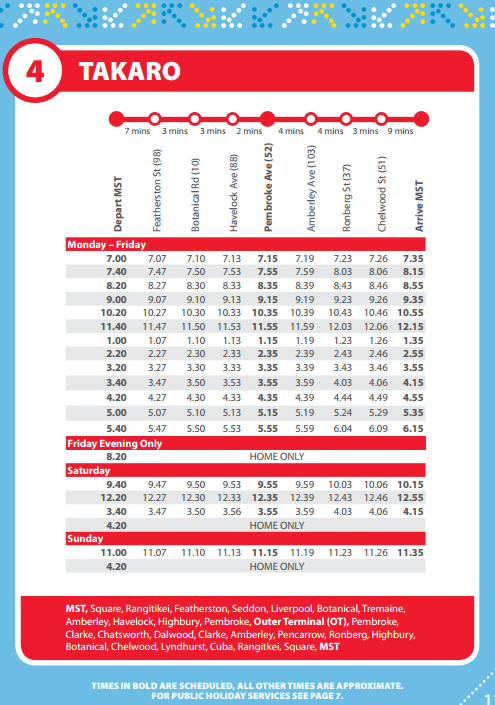 4 TAKARO
7 mins 3 mins 3 mins 2 mins 4 mins 4 mins 3 mins 9 mins
Depart MST Featherston St (98) Botanical Rd (10) Havelock Ave (88) Pembroke Ave (52) Amberley Ave (103) Ronberg St (37) Chelwood St (51) Arrive MST
Monday – Friday
7.00 7.07 7.10 7.13 7.15 7.19 7.23 7.26 7.35
7.40 7.47 7.50 7.53 7.55 7.59 8.03 8.06 8.15
8.20 8.27 8.30 8.33 8.35 8.39 8.43 8.46 8.55
9.00 9.07 9.10 9.13 9.15 9.19 9.23 9.26 9.35
10.20 10.27 10.30 10.33 10.35 10.39 10.43 10.46 10.55
11.40 11.47 11.50 11.53 11.55 11.59 12.03 12.06 12.15
1.00 1.07 1.10 1.13 1.15 1.19 1.23 1.26 1.35
2.20 2.27 2.30 2.33 2.35 2.39 2.43 2.46 2.55
3.20 3.27 3.30 3.33 3.35 3.39 3.43 3.46 3.55
3.40 3.47 3.50 3.53 3.55 3.59 4.03 4.06 4.15
4.20 4.27 4.30 4.33 4.35 4.39 4.44 4.49 4.55
5.00 5.07 5.10 5.13 5.15 5.19 5.24 5.29 5.35
5.40 5.47 5.50 5.53 5.55 5.59 6.04 6.09 6.15
Friday Evening Only
8.20 HOME ONLY
Saturday
9.40 9.47 9.50 9.53 9.55 9.59 10.03 10.06 10.15
12.20 12.27 12.30 12.33 12.35 12.39 12.43 12.46 12.55
3.40 3.47 3.50 3.56 3.55 3.59 4.03 4.06 4.15
4.20 HOME ONLY
Sunday
11.00 11.07 11.10 11.13 11.15 11.19 11.23 11.26 11.35
4.20 HOME ONLY
MST, Square, Rangitikei, Featherston, Seddon, Liverpool, Botanical, Tremaine,
Amberley, Havelock, Highbury, Pembroke, Outer Terminal (OT), Pembroke,
Clarke, Chatsworth, Dalwood, Clarke, Amberley, Pencarrow, Ronberg, Highbury,
Botanical, Chelwood, Lyndhurst, Cuba, Rangitkei, Square, MST
TIMES IN BOLD ARE SCHEDULED, ALL OTHER TIMES ARE APPROXIMATE.
FOR PUBLIC HOLIDAY SERVICES SEE PAGE 7.